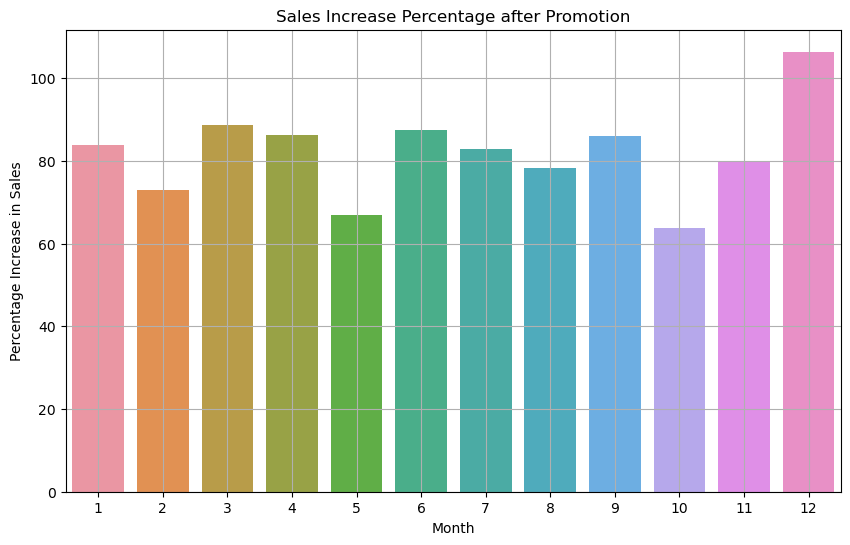 Sales Increase Percentage after Promotion
Percentage Increase in Sales
100
80
60
40
20
0
1 2 3 4 5 6 7 8 9 10 11 12
Month